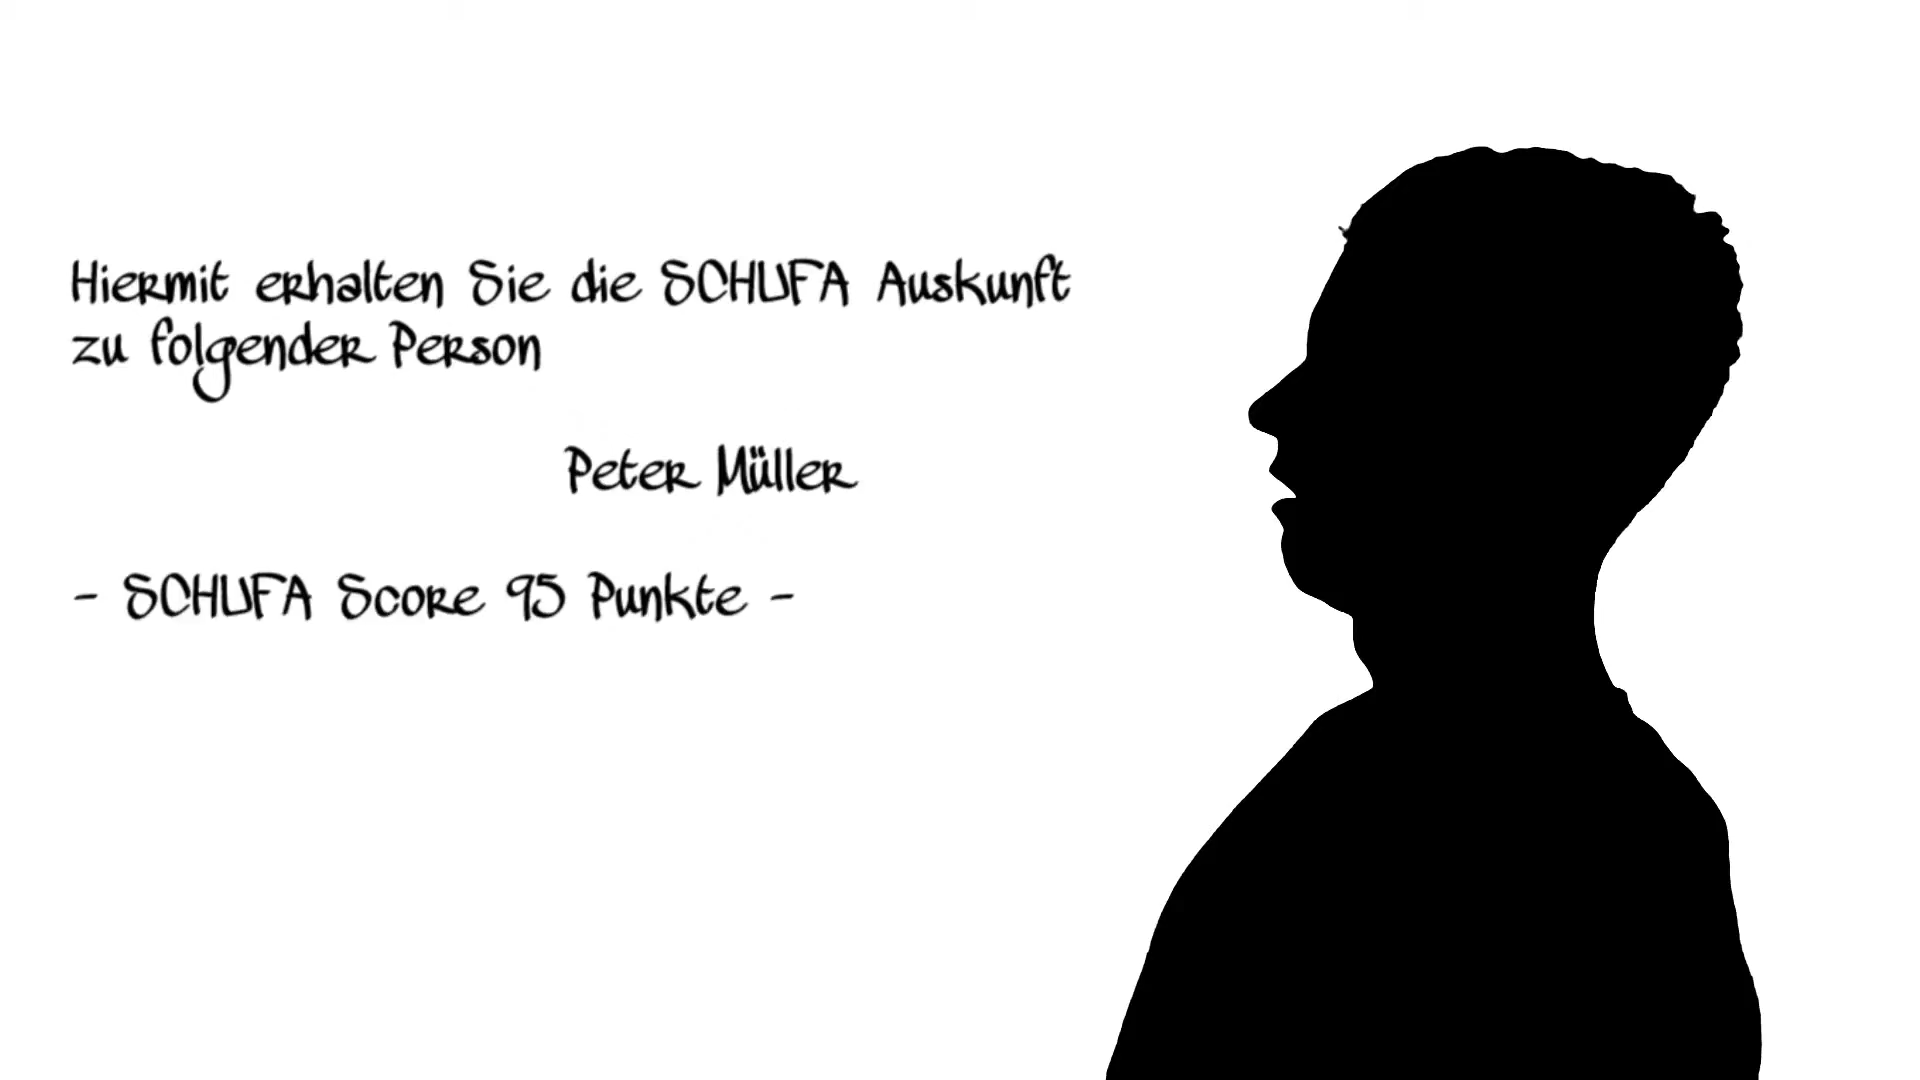 Hiermit erhalten Sie die SCHUFA Auskunft
zu folgender Person
Peter Müller
- SCHUFA Score 95 Punkte -